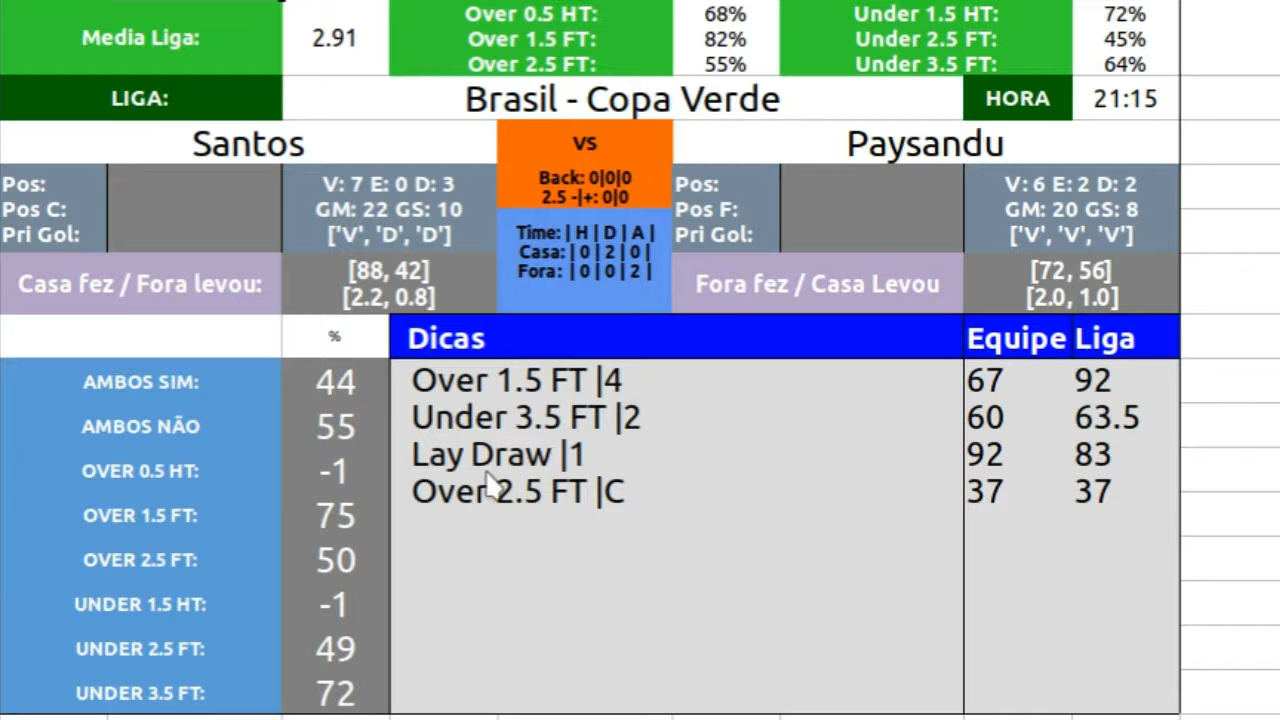 Over 0.5 HT: 68% Under 1.5 HT: 72%
Media Liga: 2.91 Over 1.5 FT: 82% Under 2.5 FT: 45%
Over 2.5 FT: 55% Under 3.5 FT: 64%
LIGA: Brasil - Copa Verde HORA 21:15
Santos VS Paysandu
Back: 0|0|0
2.5 -|+: 0|0
Pos: V: 7 E: 0 D: 3 Pos: V: 6 E: 2 D: 2
Pos C: GM: 22 GS: 10 Pos F: GM: 20 GS: 8
Pri Gol: ['V', 'D', 'D'] Pri Gol: ['V', 'V', 'V']
Time: | H | D | A |
Casa: | 0 | 2 | 0 |
Fora: | 0 | 0 | 2 |
Casa fez / Fora levou: [88, 42] Fora fez / Casa Levou [72, 56]
[2.2, 0.8] [2.0, 1.0]
% Dicas Equipe Liga
AMBOS SIM: 44 Over 1.5 FT |4 67 92
AMBOS NÃO 55 Under 3.5 FT |2 60 63.5
OVER 0.5 HT: -1 Lay Draw |1 92 83
OVER 1.5 FT: 75 Over 2.5 FT |C 37 37
OVER 2.5 FT: 50
UNDER 1.5 HT: -1
UNDER 2.5 FT: 49
UNDER 3.5 FT: 72